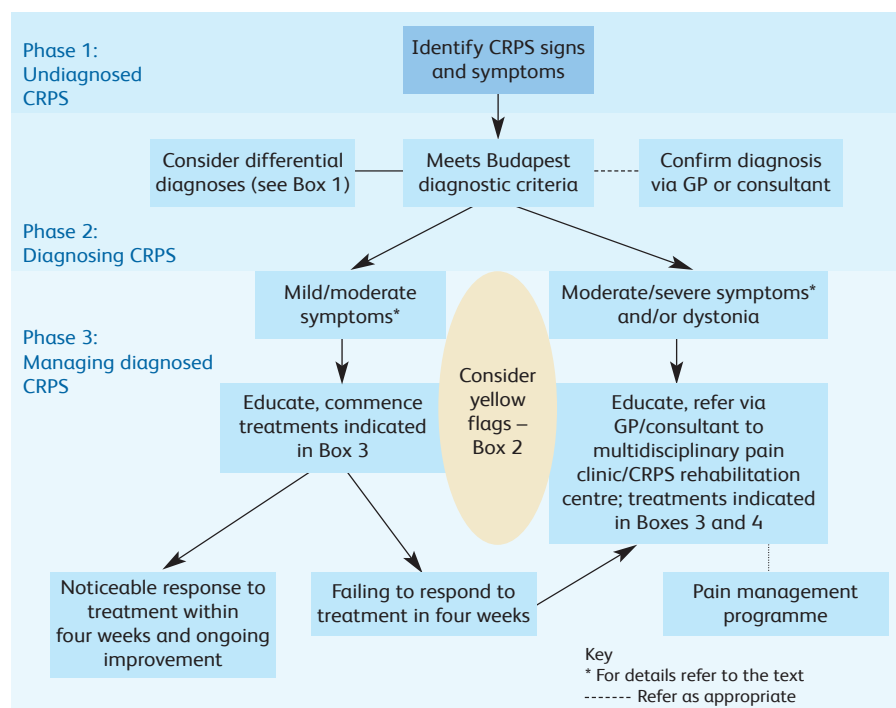 Phase 1:
Undiagnosed
CRPS
Identify CRPS signs
and symptoms
Consider differential
diagnoses (see Box 1)
Meets Budapest
diagnostic criteria
Confirm diagnosis
via GP or consultant
Phase 2:
Diagnosing CRPS
Mild/moderate
symptoms*
Moderate/severe symptoms*
and/or dystonia
Phase 3:
Managing diagnosed
CRPS
Consider
yellow
flags –
Box 2
Educate, commence
treatments indicated
in Box 3
Educate, refer via
GP/consultant to
multidisciplinary pain
clinic/CRPS rehabilitation
centre; treatments indicated
in Boxes 3 and 4
Noticeable response to
treatment within
four weeks and ongoing
improvement
Failing to respond to
treatment in four weeks
Pain management
programme
Key
* For details refer to the text
------- Refer as appropriate